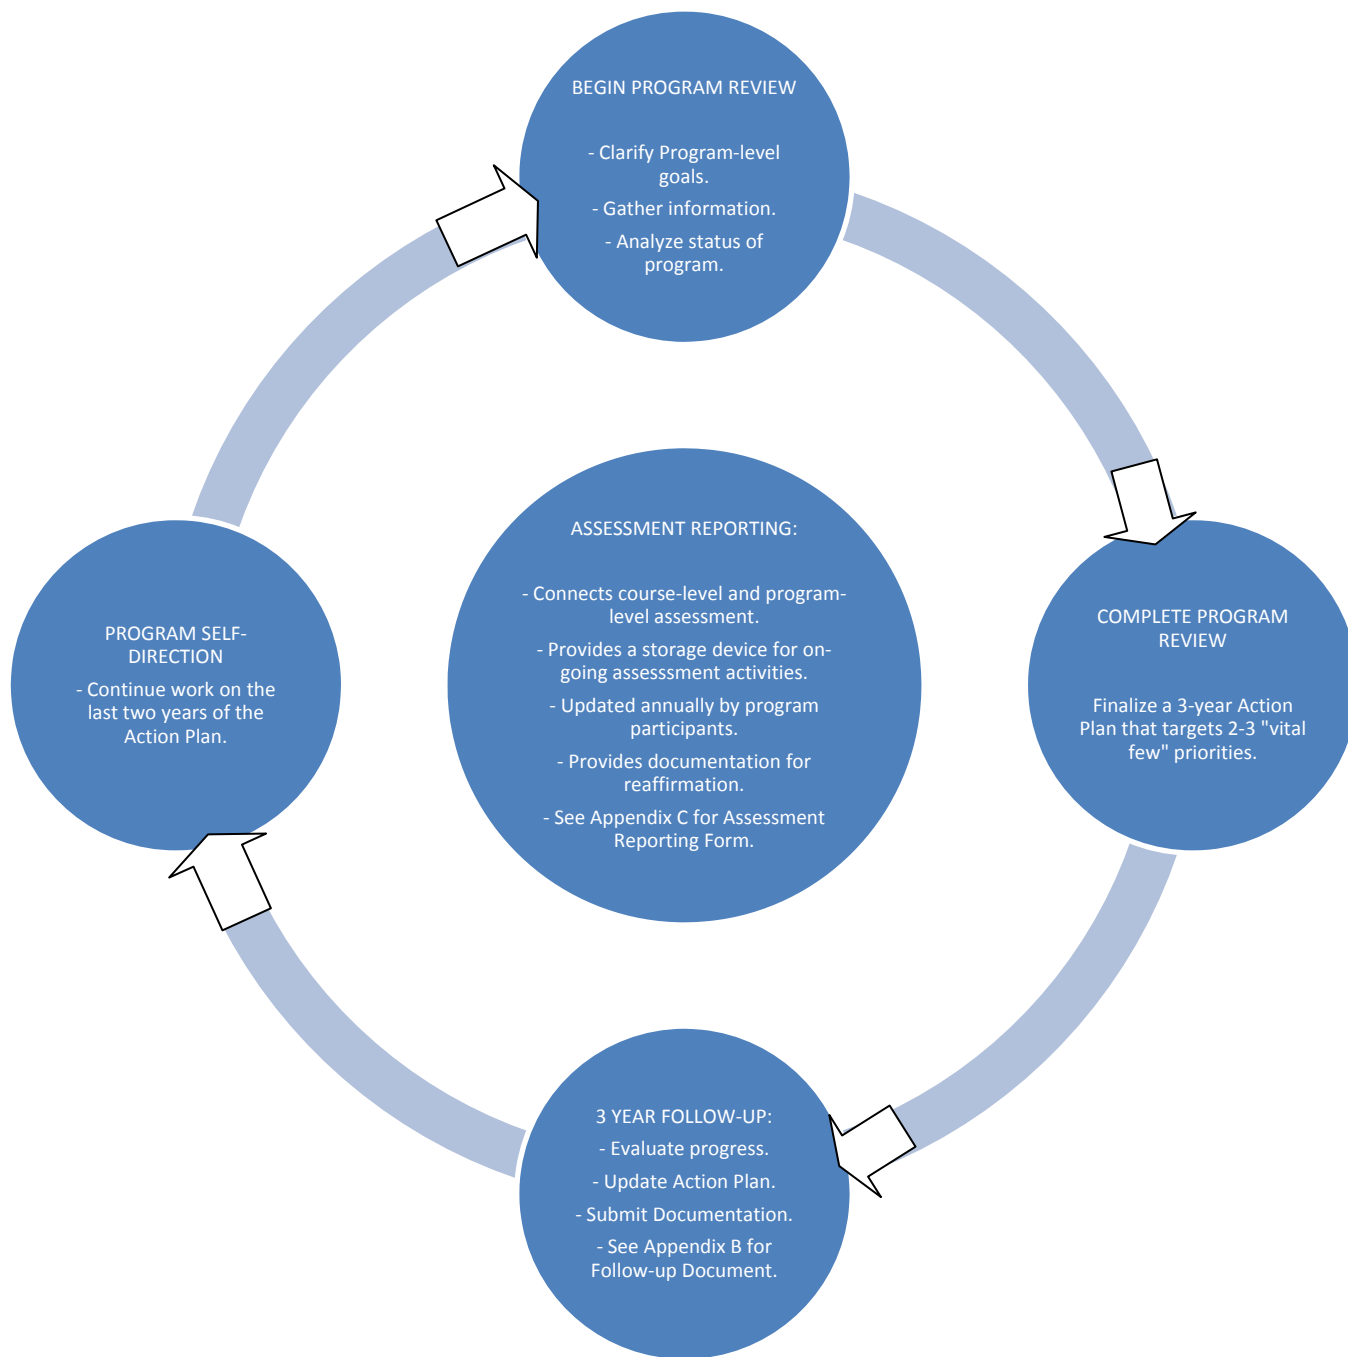 BEGIN PROGRAM REVIEW
- Clarify Program-level
goals.
- Gather information.
- Analyze status of
program.
ASSESSMENT REPORTING:
- Connects course-level and program-
level assessment.
- Provides a storage device for on-
going assesssment activities.
- Updated annually by program
participants.
- Provides documentation for
reaffirmation.
- See Appendix C for Assessment
Reporting Form.
COMPLETE PROGRAM
REVIEW
Finalize a 3-year Action
Plan that targets 2-3 "vital
few" priorities.
3 YEAR FOLLOW-UP:
- Evaluate progress.
- Update Action Plan.
- Submit Documentation.
- See Appendix B for
Follow-up Document.
PROGRAM SELF-
DIRECTION
- Continue work on the
last two years of the
Action Plan.